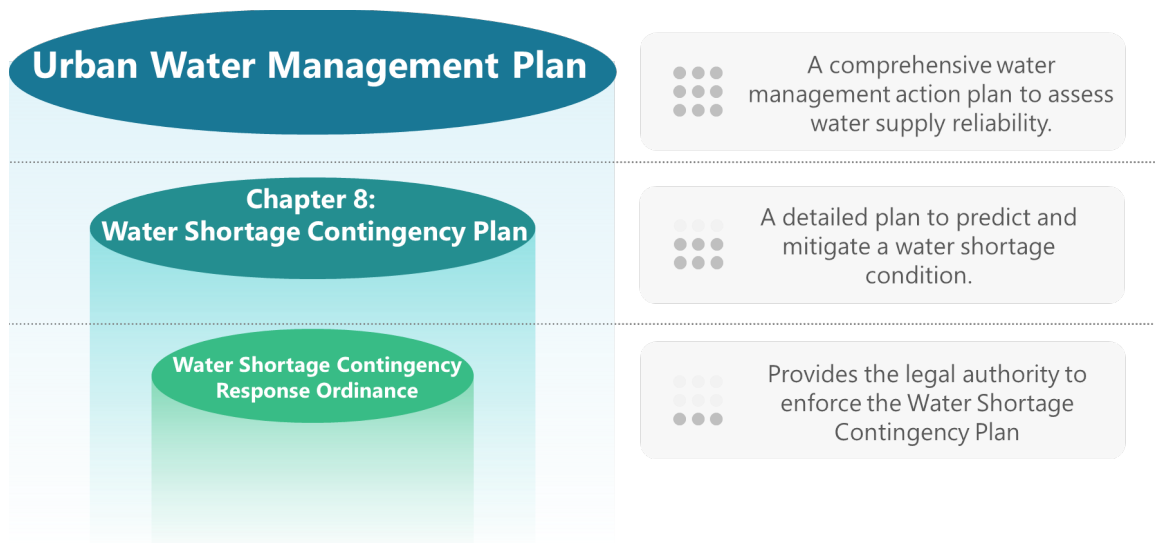 Urban Water Management Plan
A comprehensive water
management action plan to assess
water supply reliability.
Chapter 8:
Water Shortage Contingency Plan
A detailed plan to predict and
mitigate a water shortage
condition.
Water Shortage Contingency
Response Ordinance
Provides the legal authority to
enforce the Water Shortage
Contingency Plan